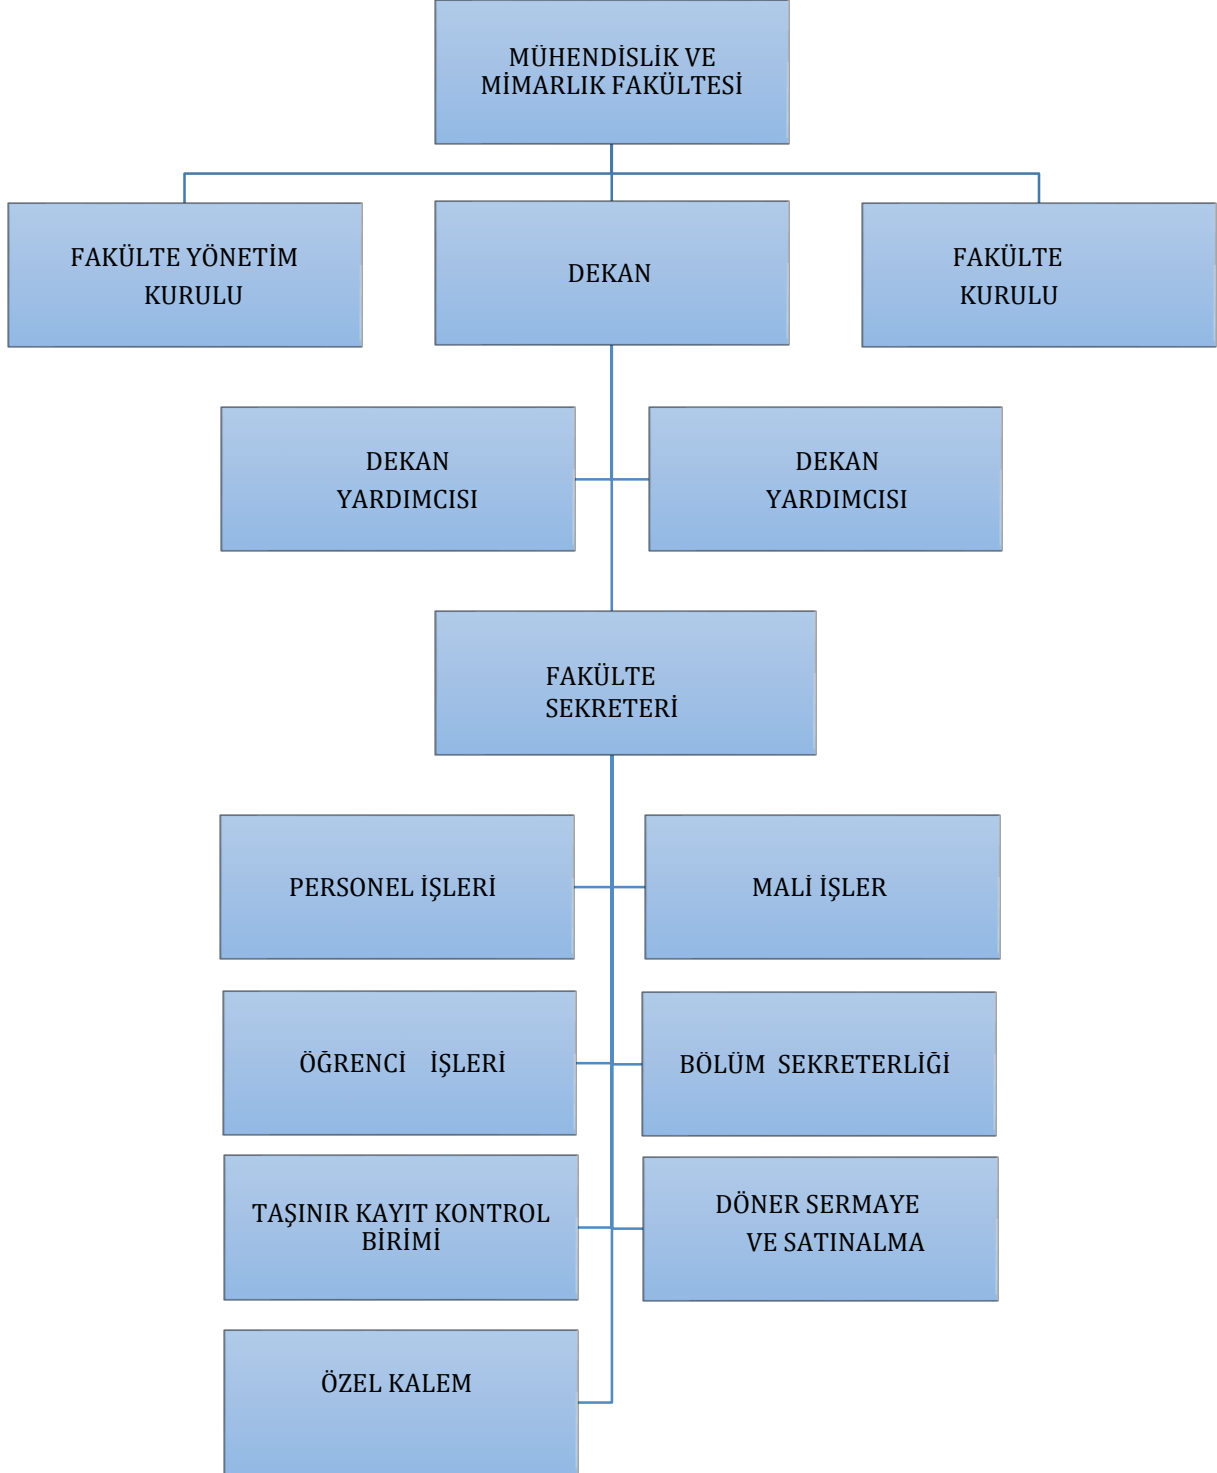 MÜHENDİSLİK VE
MİMARLIK FAKÜLTESİ
FAKÜLTE YÖNETİM
KURULU
DEKAN
FAKÜLTE
KURULU
DEKAN
YARDIMCISI
DEKAN
YARDIMCISI
FAKÜLTE
SEKRETERİ
PERSONEL İŞLERİ
MALİ İŞLER
ÖĞRENCİ İŞLERİ
BÖLÜM SEKRETERLİĞİ
TAŞINIR KAYIT KONTROL
BİRİMİ
DÖNER SERMAYE
VE SATINALMA
ÖZEL KALEM